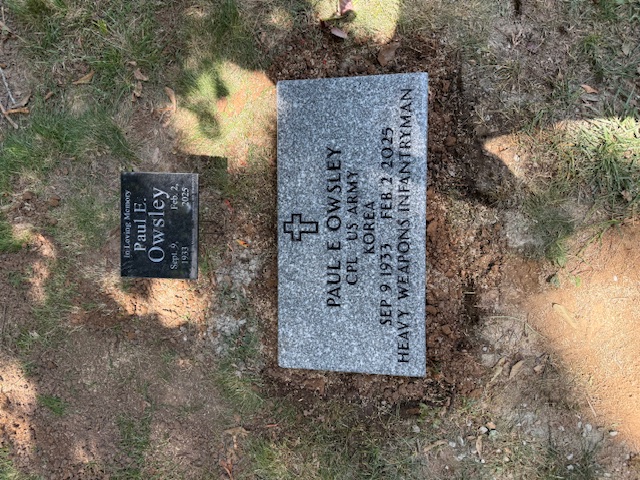 In Loving Memory
Paul E.
Owsley
Sept. 9, Feb. 2,
1933 2025
PAUL E OWSLEY
CPL US ARMY
KOREA
SEP 9 1933 FEB 2 2025
HEAVY WEAPONS INFANTRYMAN